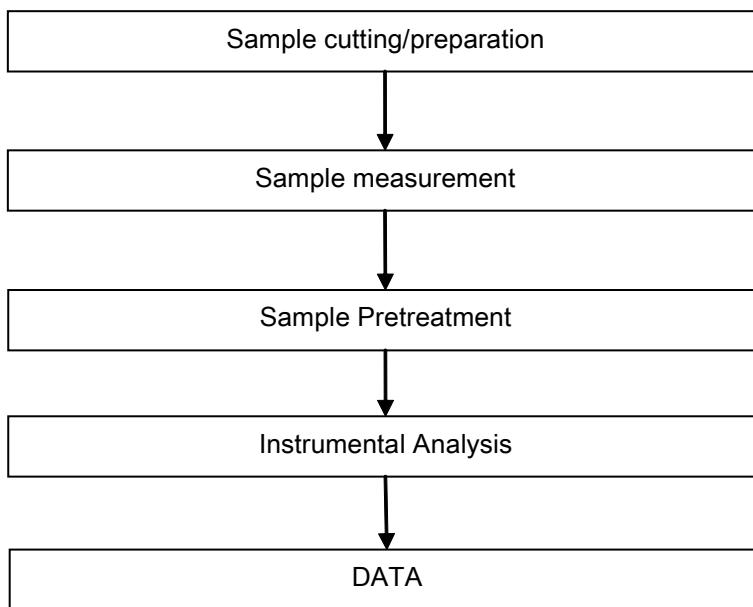 Sample cutting/preparation
Sample measurement
Sample Pretreatment
Instrumental Analysis
DATA